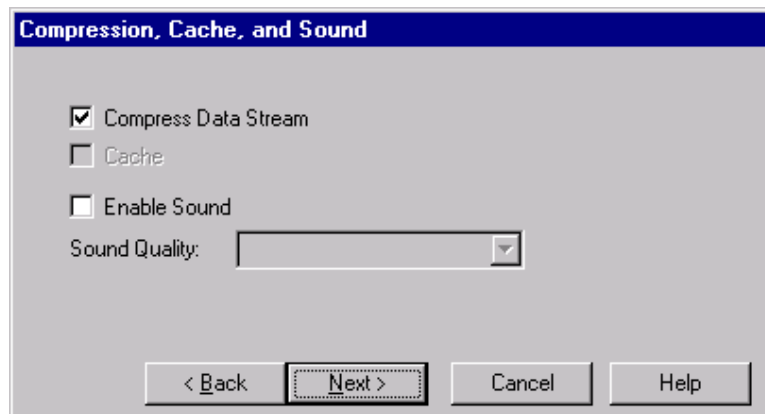 Compression, Cache, and Sound
Compress Data Stream
Cache
Enable Sound
Sound Quality:
< Back Next > Cancel Help